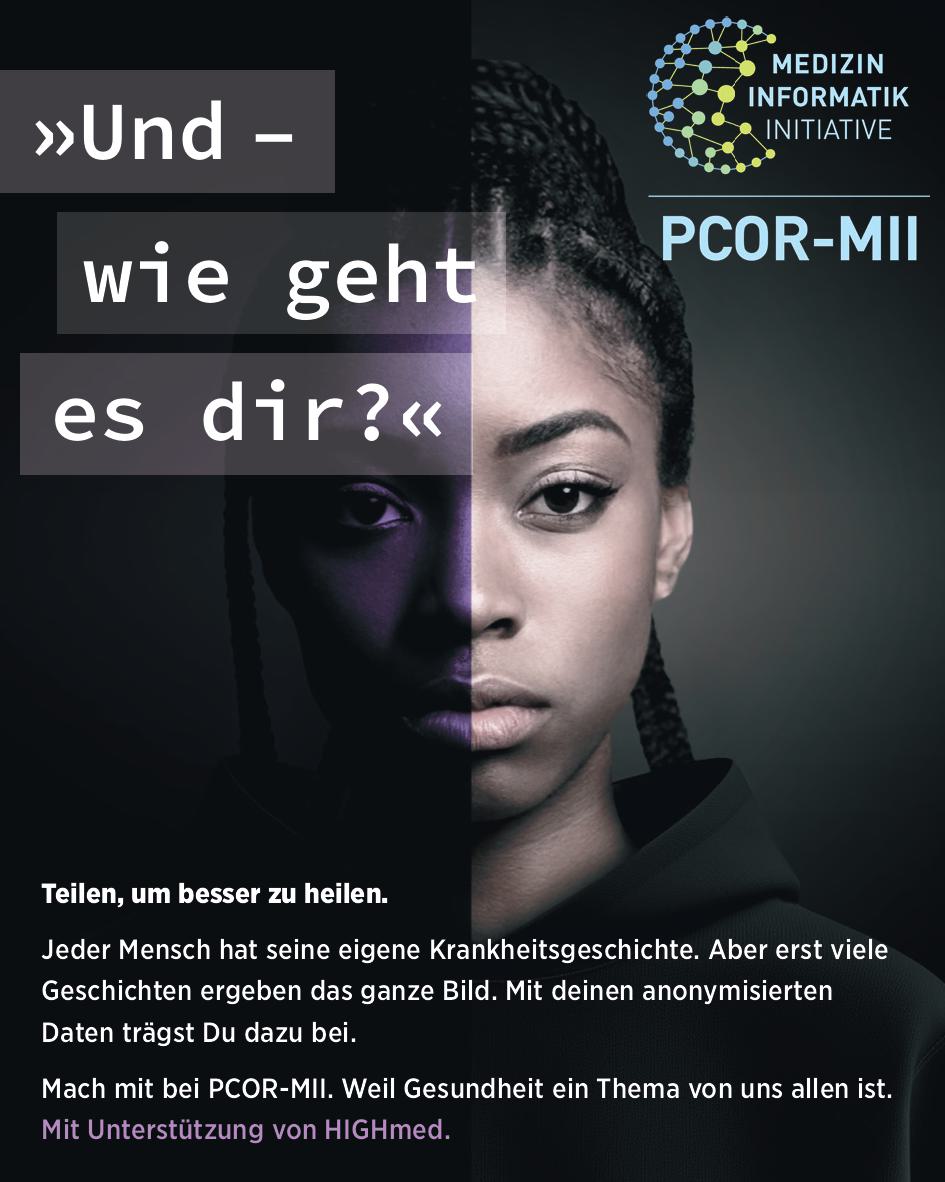 »Und –
wie geht
es dir?«
MEDIZIN
INFORMATIK
INITIATIVE
PCOR-MII
Teilen, um besser zu heilen.
Jeder Mensch hat seine eigene Krankheitsgeschichte. Aber erst viele
Geschichten ergeben das ganze Bild. Mit deinen anonymisierten
Daten trägst Du dazu bei.
Mach mit bei PCOR-MII. Weil Gesundheit ein Thema von uns allen ist.
Mit Unterstützung von HIGHmed.